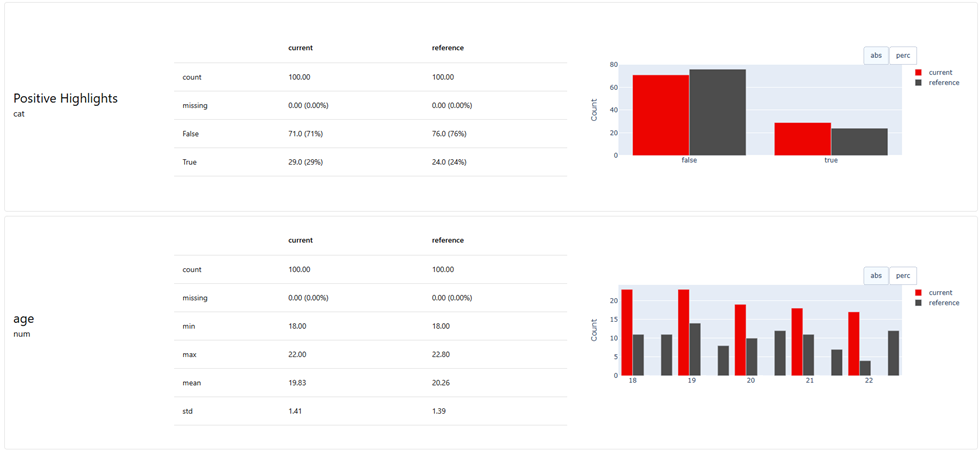 current reference
count 100.00 100.00
missing 0.00 (0.00%) 0.00 (0.00%)
False 71.0 (71%) 76.0 (76%)
True 29.0 (29%) 24.0 (24%)
Positive Highlights
cat
abs perc
current
reference
Count
80
60
40
20
0
false true
current reference
count 100.00 100.00
missing 0.00 (0.00%) 0.00 (0.00%)
min 18.00 18.00
max 22.00 22.80
mean 19.83 20.26
std 1.41 1.39
age
num
abs perc
current
reference
Count
20
15
10
5
0
18 19 20 21 22